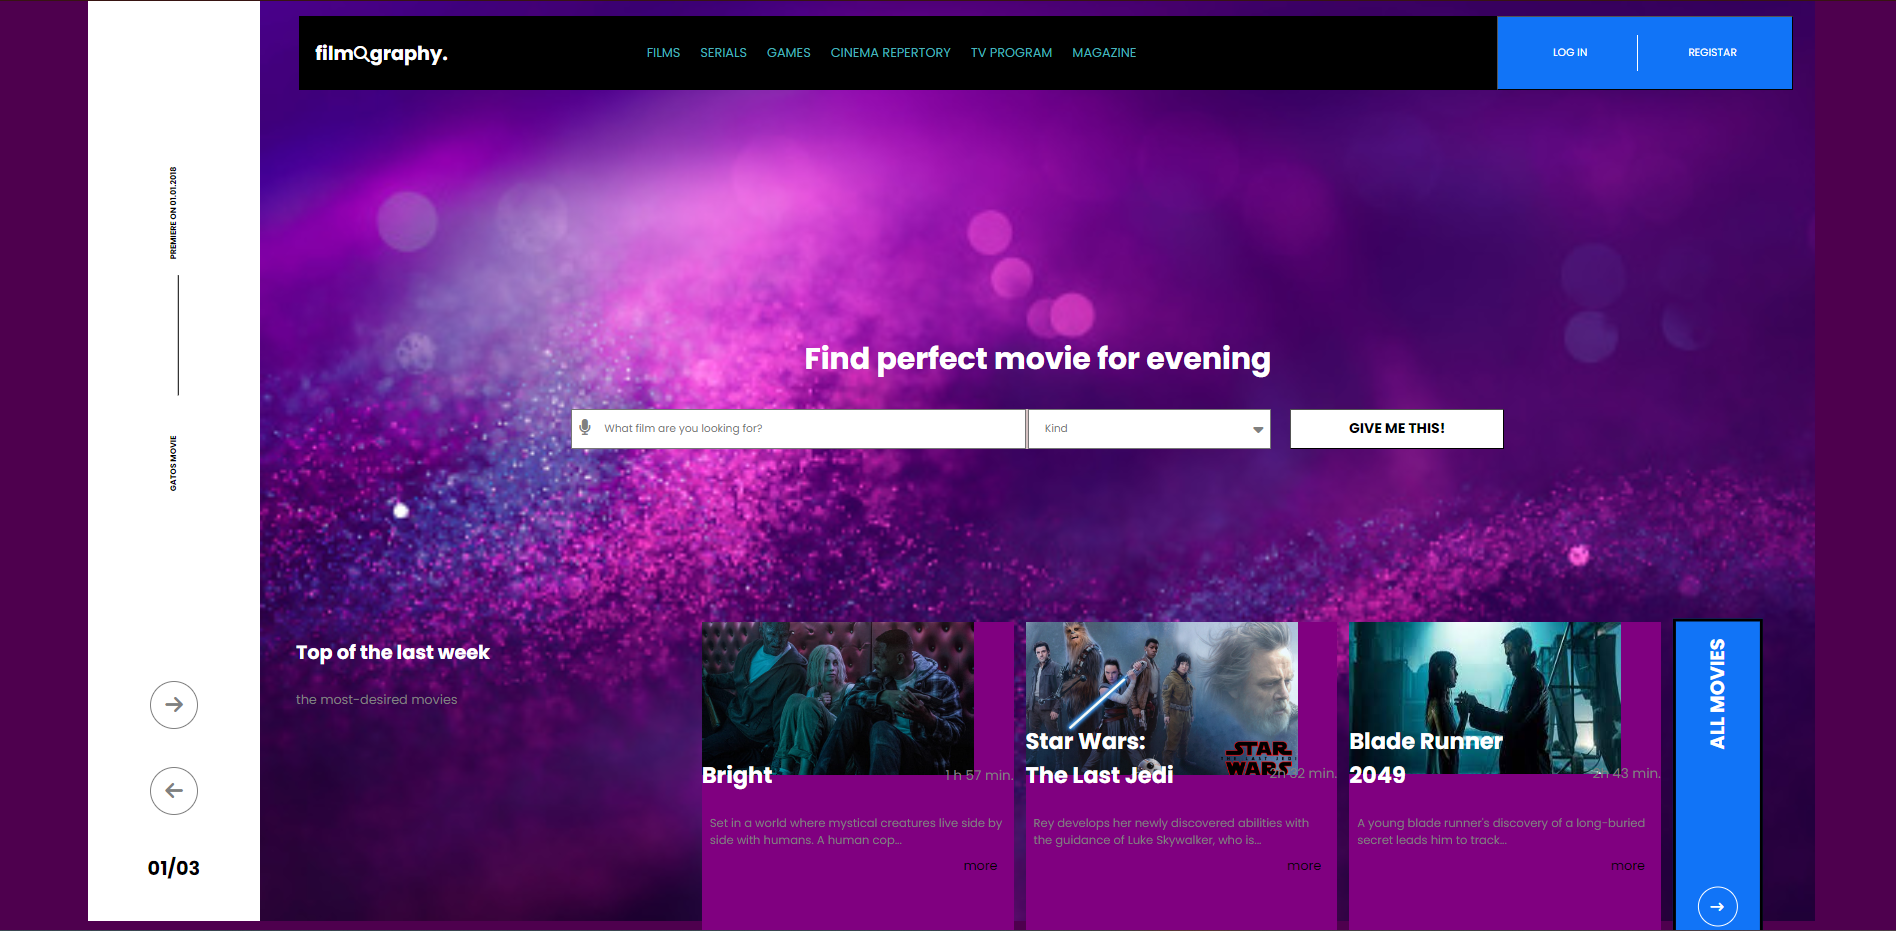 filmography.
FILMS SERIALS GAMES CINEMA REPERTORY TV PROGRAM MAGAZINE
LOG IN
REGISTAR
PREMIERE ON 01.01.2018
GATOS MOVIE
01/03
Find perfect movie for evening
What film are you looking for?
Kind
GIVE ME THIS!
Top of the last week
the most-desired movies
Bright
1 h 57 min.
Set in a world where mystical creatures live side by
side with humans. A human cop...
more
STAR
THE LAST JEDI
WARS
Star Wars:
The Last Jedi
2h 32 min.
Rey develops her newly discovered abilities with
the guidance of Luke Skywalker, who is...
more
Blade Runner
2049
2h 43 min.
A young blade runner's discovery of a long-buried
secret leads him to track...
more
ALL MOVIES